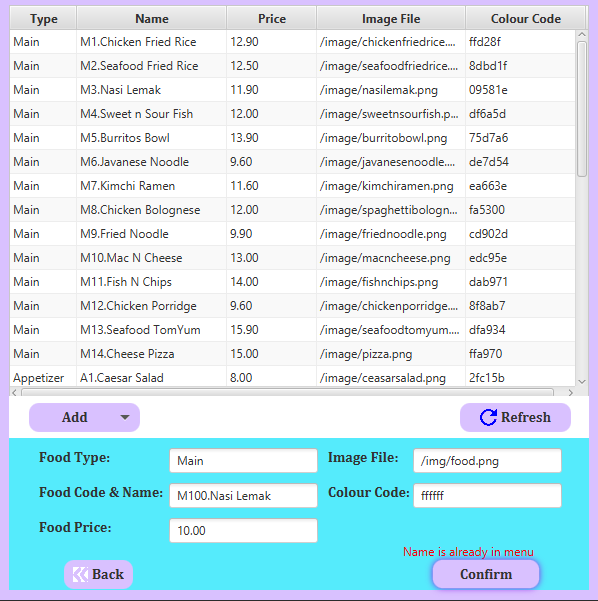 Type Name Price Image File Colour Code
Main M1.Chicken Fried Rice 12.90 /image/chickenfriedrice.... ffd28f
Main M2.Seafood Fried Rice 12.50 /image/seafoodfriedrice.... 8dbd1f
Main M3.Nasi Lemak 11.90 /image/nasilemak.png 09581e
Main M4.Sweet n Sour Fish 12.00 /image/sweetnsourfish.p... df6a5d
Main M5.Burritos Bowl 13.90 /image/burritobowl.png 75d7a6
Main M6.Javanese Noodle 9.60 /image/javanesenoodle.... de7d54
Main M7.Kimchi Ramen 11.60 /image/kimchiramen.png ea663e
Main M8.Chicken Bolognese 12.00 /image/spaghettibologn... fa5300
Main M9.Fried Noodle 9.90 /image/friednoodle.png cd902d
Main M10.Mac N Cheese 13.00 /image/macncheese.png edc95e
Main M11.Fish N Chips 14.00 /image/fishnchips.png dab971
Main M12.Chicken Porridge 9.60 /image/chickenporridge.... 8f8ab7
Main M13.Seafood TomYum 15.90 /image/seafoodtomyum.... dfa934
Main M14.Cheese Pizza 15.00 /image/pizza.png ffa970
Appetizer A1.Caesar Salad 8.00 /image/ceasarsalad.png 2fc15b
Add Refresh
Food Type: Main Image File: /img/food.png
Food Code & Name: M100.Nasi Lemak Colour Code: ffffff
Food Price: 10.00
Name is already in menu
Back Confirm